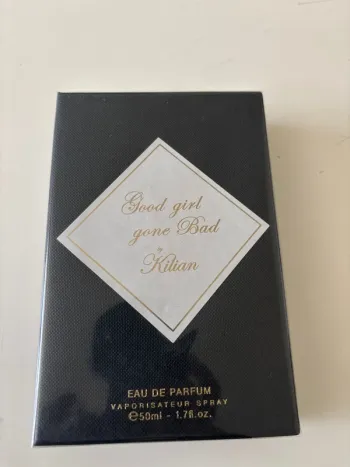 Good girl
gone Bad
by
Kilian
EAU DE PARFUM
VAPORISATEUR SPRAY
℮50ml - 1.7fl.oz.